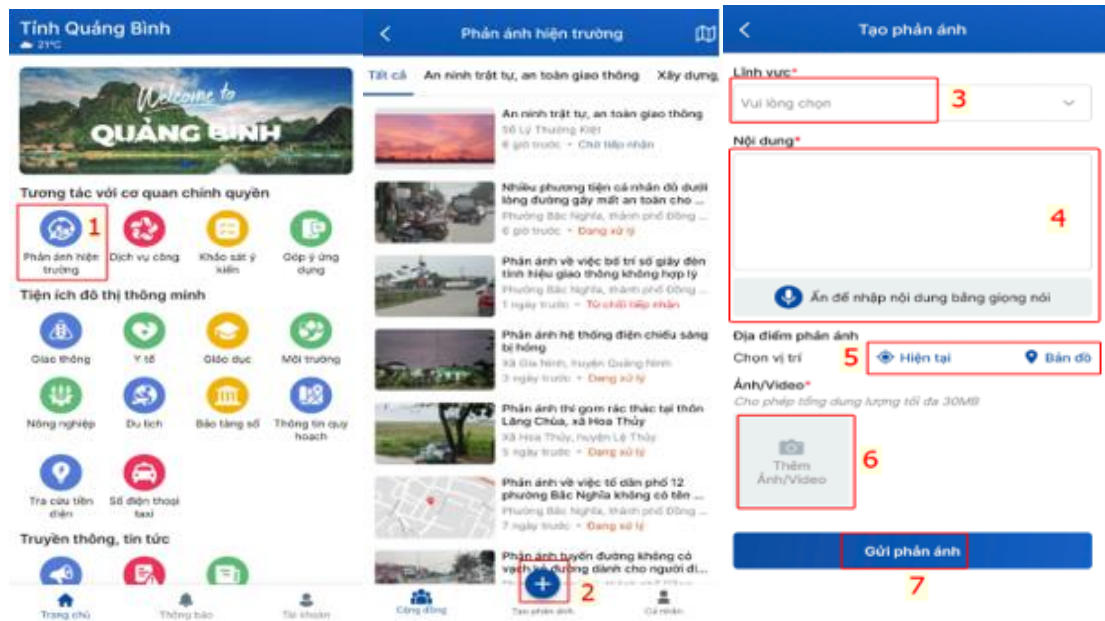 Tỉnh Quảng Bình
21°C
Welcome to
QUẢNG BÌNH
Tương tác với cơ quan chính quyền
1
Phản ánh hiện trường
Dịch vụ công
Khảo sát ý kiến
Góp ý ứng dụng
Tiện ích đô thị thông minh
Giao thông
Y tế
Giáo dục
Môi trường
Nông nghiệp
Du lịch
Bảo tàng số
Thông tin quy hoạch
Tra cứu tiền điện
Số điện thoại taxi
Truyền thông, tin tức
Trang chủ
Thông báo
Tài khoản
Phản ánh hiện trường
Tất cả An ninh trật tự, an toàn giao thông Xây dựng,
An ninh trật tự, an toàn giao thông
Số Lý Thường Kiệt
6 giờ trước • Chờ tiếp nhận
Nhiều phương tiện cá nhân đỗ dưới
lòng đường gây mất an toàn cho ...
Phường Bắc Nghĩa, thành phố Đồng ...
6 giờ trước • Đang xử lý
Phản ánh về việc bố trí số giây đèn
tính hiệu giao thông không hợp lý
Phường Bắc Nghĩa, thành phố Đồng ...
1 ngày trước • Từ chối tiếp nhận
Phản ánh hệ thống điện chiếu sáng
bị hỏng
Xã Gia Ninh, huyện Quảng Ninh
3 ngày trước • Đang xử lý
Phản ánh thi gom rác thác tại thôn
Lăng Chùa, xã Hoa Thủy
Xã Hoa Thủy, huyện Lệ Thủy
5 ngày trước • Đang xử lý
Phản ánh về việc tổ dân phố 12
phường Bắc Nghĩa không có tên ...
Phường Bắc Nghĩa, thành phố Đồng ...
7 ngày trước • Đang xử lý
Phản ánh tuyến đường không có
vạch kẻ đường dành cho người đi...
2
Cộng đồng
Tạo phản ánh
Cá nhân
Tạo phản ánh
Lĩnh vực*
Vui lòng chọn
3
Nội dung*
4
Ấn để nhập nội dung bằng giọng nói
Địa điểm phản ánh
Chọn vị trí 5 Hiện tại Bản đồ
Ảnh/Video*
Cho phép tổng dung lượng tối đa 30MB
Thêm
Ảnh/Video
6
Gửi phản ánh
7